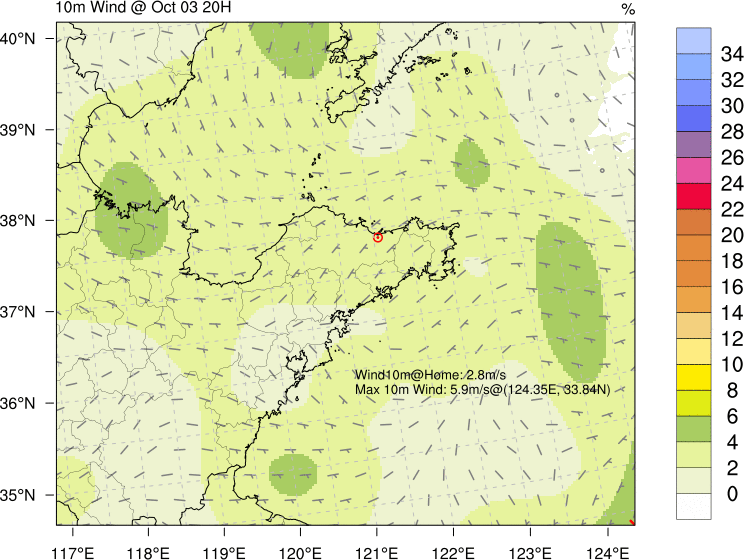 10m Wind @ Oct 03 20H
%
40°N
39°N
38°N
37°N
36°N
35°N
117°E
118°E
119°E
120°E
121°E
122°E
123°E
124°E
Wind10m@Home: 2.8m/s
Max 10m Wind: 5.9m/s@(124.35E, 33.84N)
34
32
30
28
26
24
22
20
18
16
14
12
10
8
6
4
2
0